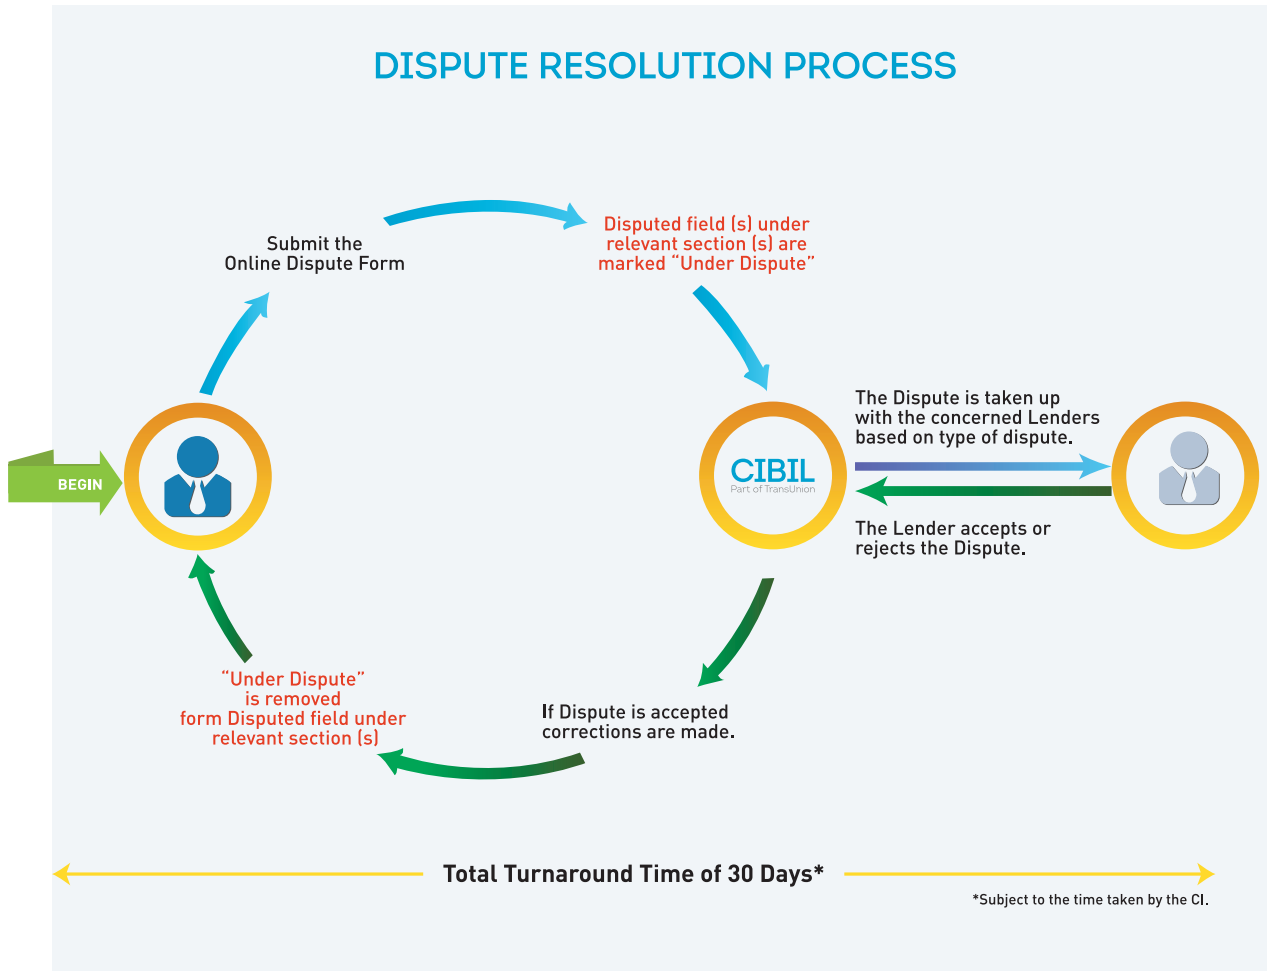 DISPUTE RESOLUTION PROCESS
Submit the
Online Dispute Form
Disputed field (s) under
relevant section (s) are
marked “Under Dispute”
BEGIN
CIBIL
Part of TransUnion
The Dispute is taken up
with the concerned Lenders
based on type of dispute.
The Lender accepts or
rejects the Dispute.
If Dispute is accepted
corrections are made.
“Under Dispute”
is removed
form Disputed field under
relevant section (s)
Total Turnaround Time of 30 Days*
*Subject to the time taken by the CI.